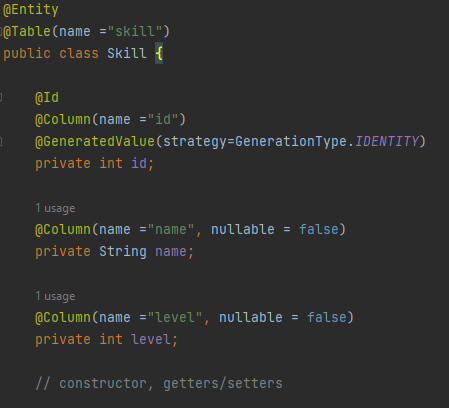 @Entity
@Table(name ="skill")
public class Skill {
@Id
@Column(name ="id")
@GeneratedValue(strategy=GenerationType.IDENTITY)
private int id;
1 usage
@Column(name ="name", nullable = false)
private String name;
1 usage
@Column(name ="level", nullable = false)
private int level;
// constructor, getters/setters